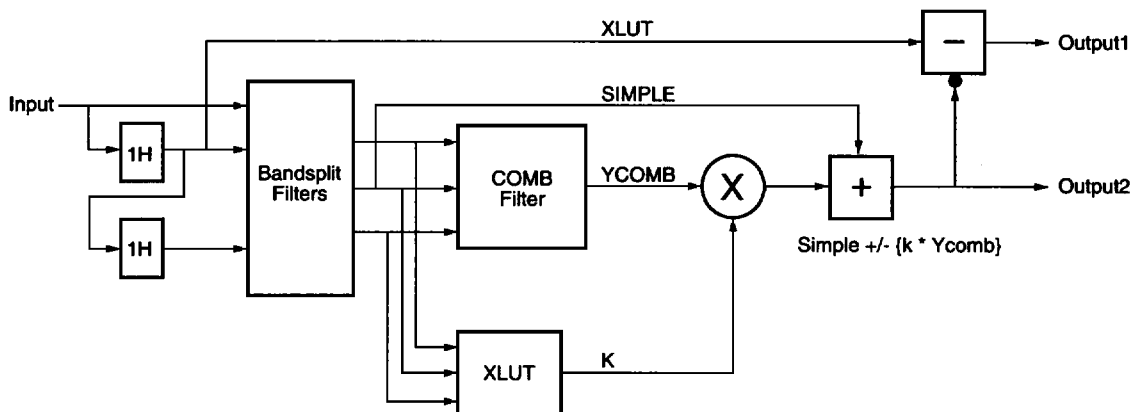 XLUT
Output1
Input
SIMPLE
1H
Bandsplit
Filters
COMB
Filter
YCOMB
X
+
−
Output2
1H
Simple +/- {k * Ycomb}
XLUT
K